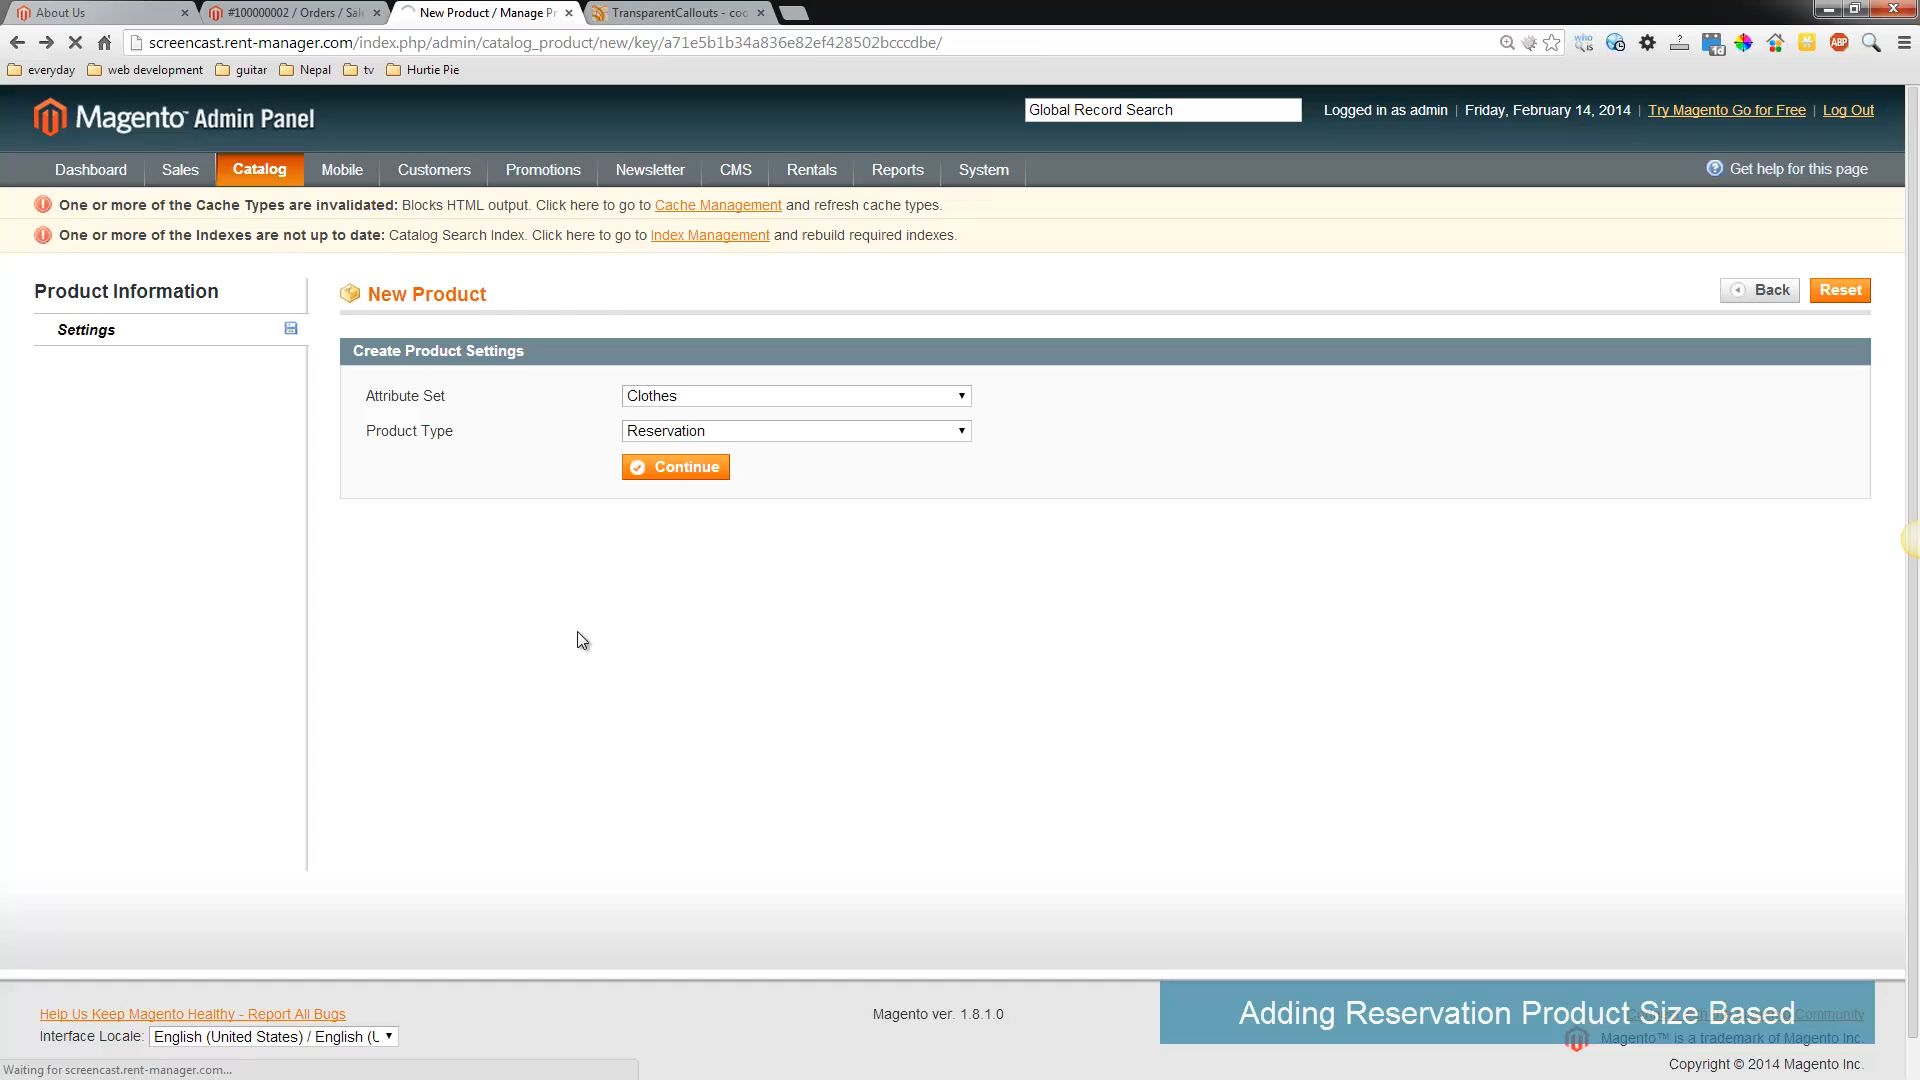 About Us
#100000002 / Orders / Sal
New Product / Manage Pr
TransparentCallouts - coo
screencast.rent-manager.com/index.php/admin/catalog_product/new/key/a71e5b1b34a836e82ef428502bcccdbe/
everyday web development guitar Nepal tv Hurtie Pie
Magento Admin Panel
Global Record Search
Logged in as admin | Friday, February 14, 2014 | Try Magento Go for Free | Log Out
Dashboard Sales Catalog Mobile Customers Promotions Newsletter CMS Rentals Reports System
Get help for this page
One or more of the Cache Types are invalidated: Blocks HTML output. Click here to go to Cache Management and refresh cache types.
One or more of the Indexes are not up to date: Catalog Search Index. Click here to go to Index Management and rebuild required indexes.
Product Information
Settings
New Product
Back
Reset
Create Product Settings
Attribute Set
Clothes
Product Type
Reservation
Continue
Help Us Keep Magento Healthy - Report All Bugs
Interface Locale: English (United States) / English (U
Magento ver. 1.8.1.0
Adding Reservation Product Size Based
Community
Magento™ is a trademark of Magento Inc.
Copyright © 2014 Magento Inc.
Waiting for screencast.rent-manager.com...